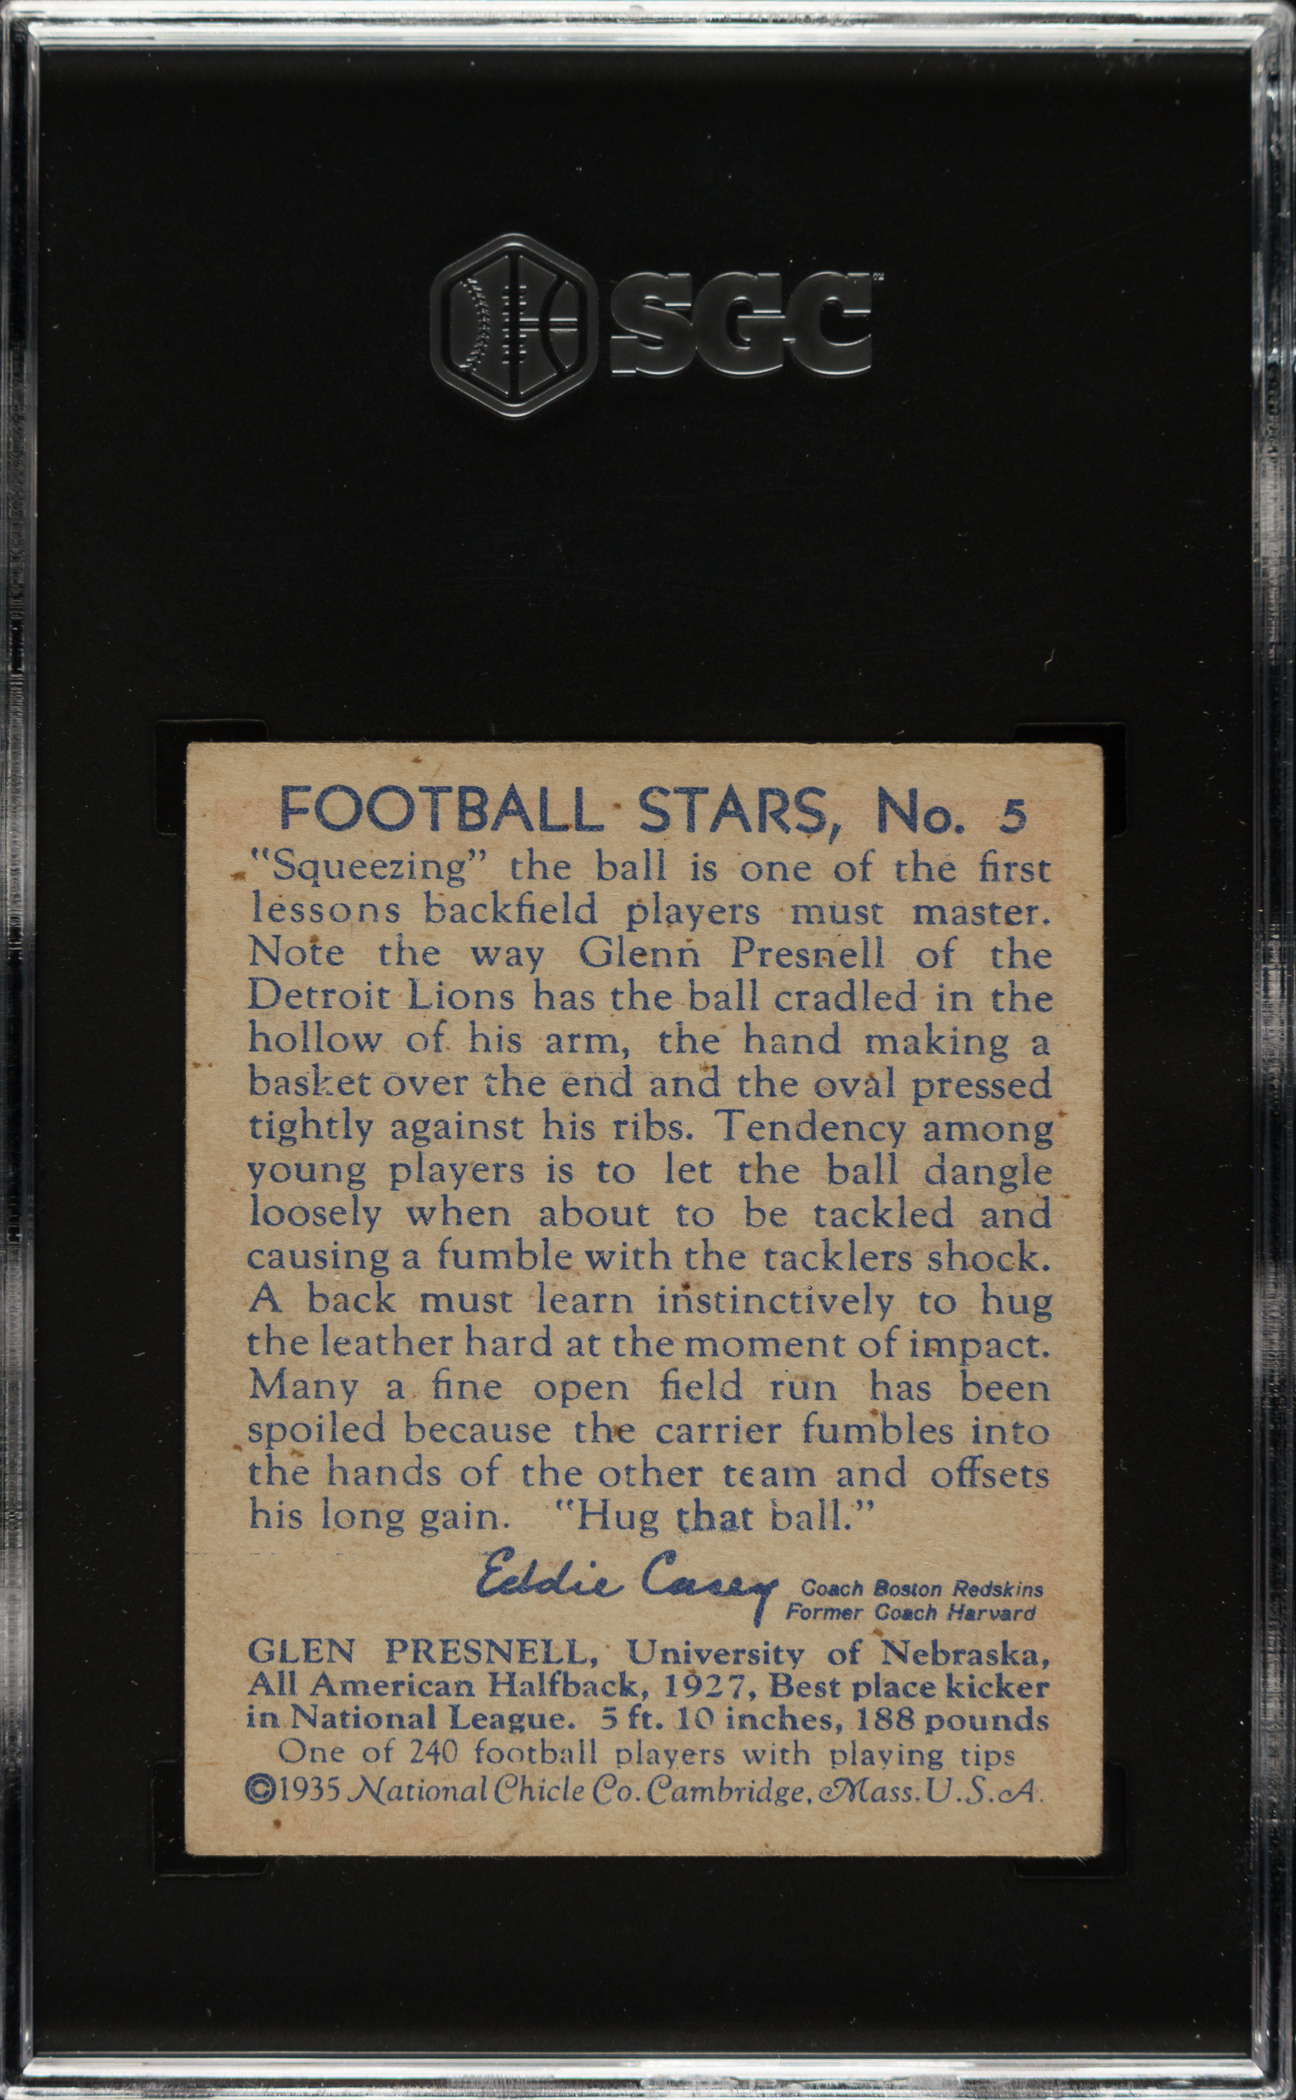 SGC
FOOTBALL STARS, No. 5
"Squeezing" the ball is one of the first
lessons backfield players must master.
Note the way Glenn Presnell of the
Detroit Lions has the ball cradled in the
hollow of his arm, the hand making a
basket over the end and the oval pressed
tightly against his ribs. Tendency among
young players is to let the ball dangle
loosely when about to be tackled and
causing a fumble with the tacklers shock.
A back must learn instinctively to hug
the leather hard at the moment of impact.
Many a fine open field run has been
spoiled because the carrier fumbles into
the hands of the other team and offsets
his long gain. "Hug that ball."
Eddie Casey Coach Boston Redskins
Former Coach Harvard
GLEN PRESNELL, University of Nebraska,
All American Halfback, 1927, Best place kicker
in National League. 5 ft. 10 inches, 188 pounds
One of 240 football players with playing tips
©1935 National Chicle Co. Cambridge, Mass. U.S.A.